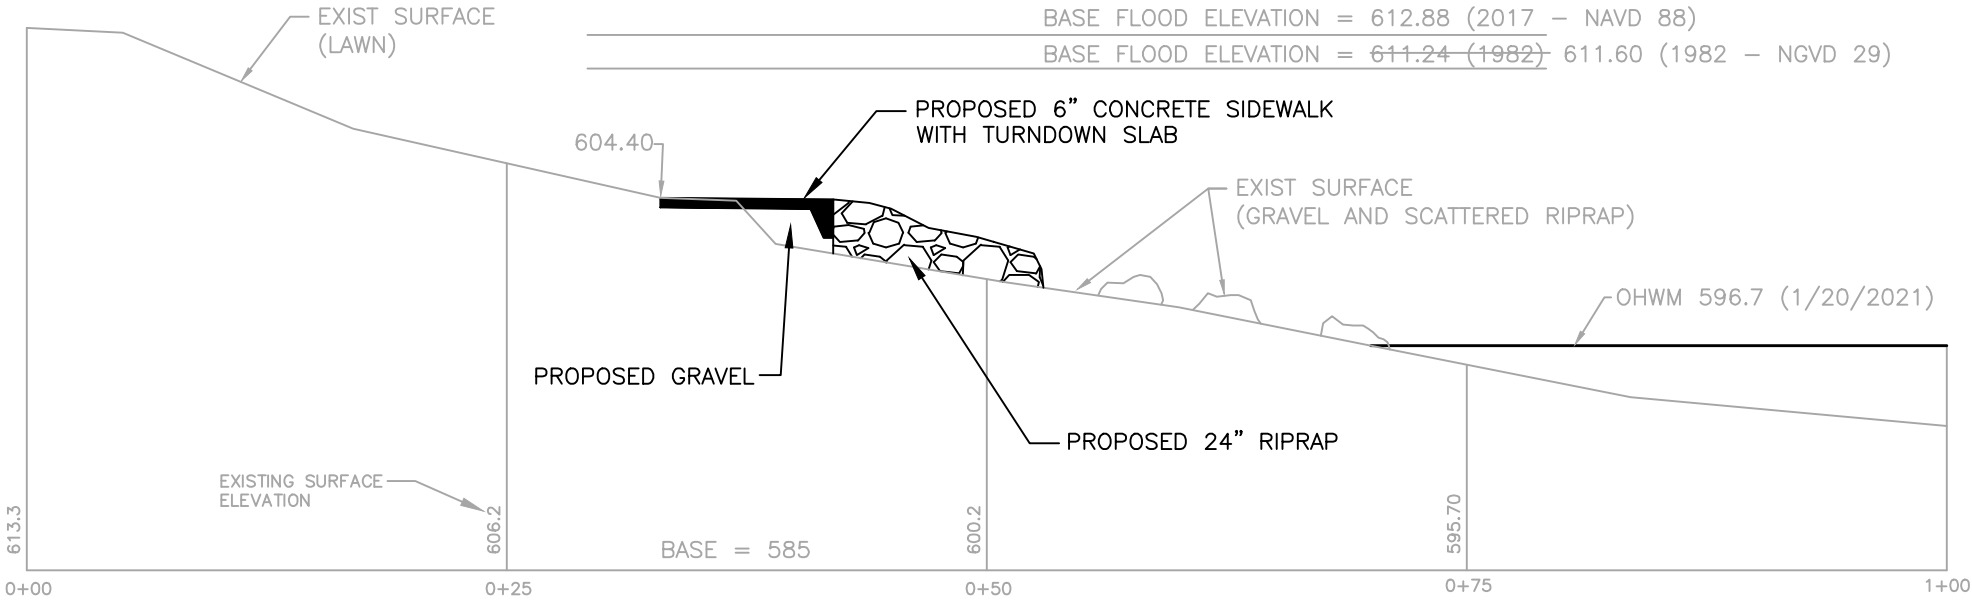 EXIST SURFACE
(LAWN)
BASE FLOOD ELEVATION = 612.88 (2017 – NAVD 88)
BASE FLOOD ELEVATION = 611.24 (1982) 611.60 (1982 – NGVD 29)
PROPOSED 6" CONCRETE SIDEWALK
WITH TURNDOWN SLAB
604.40
EXIST SURFACE
(GRAVEL AND SCATTERED RIPRAP)
OHWM 596.7 (1/20/2021)
PROPOSED GRAVEL
PROPOSED 24" RIPRAP
EXISTING SURFACE
ELEVATION
613.3
606.2
600.2
595.70
BASE = 585
0+00
0+25
0+50
0+75
1+00